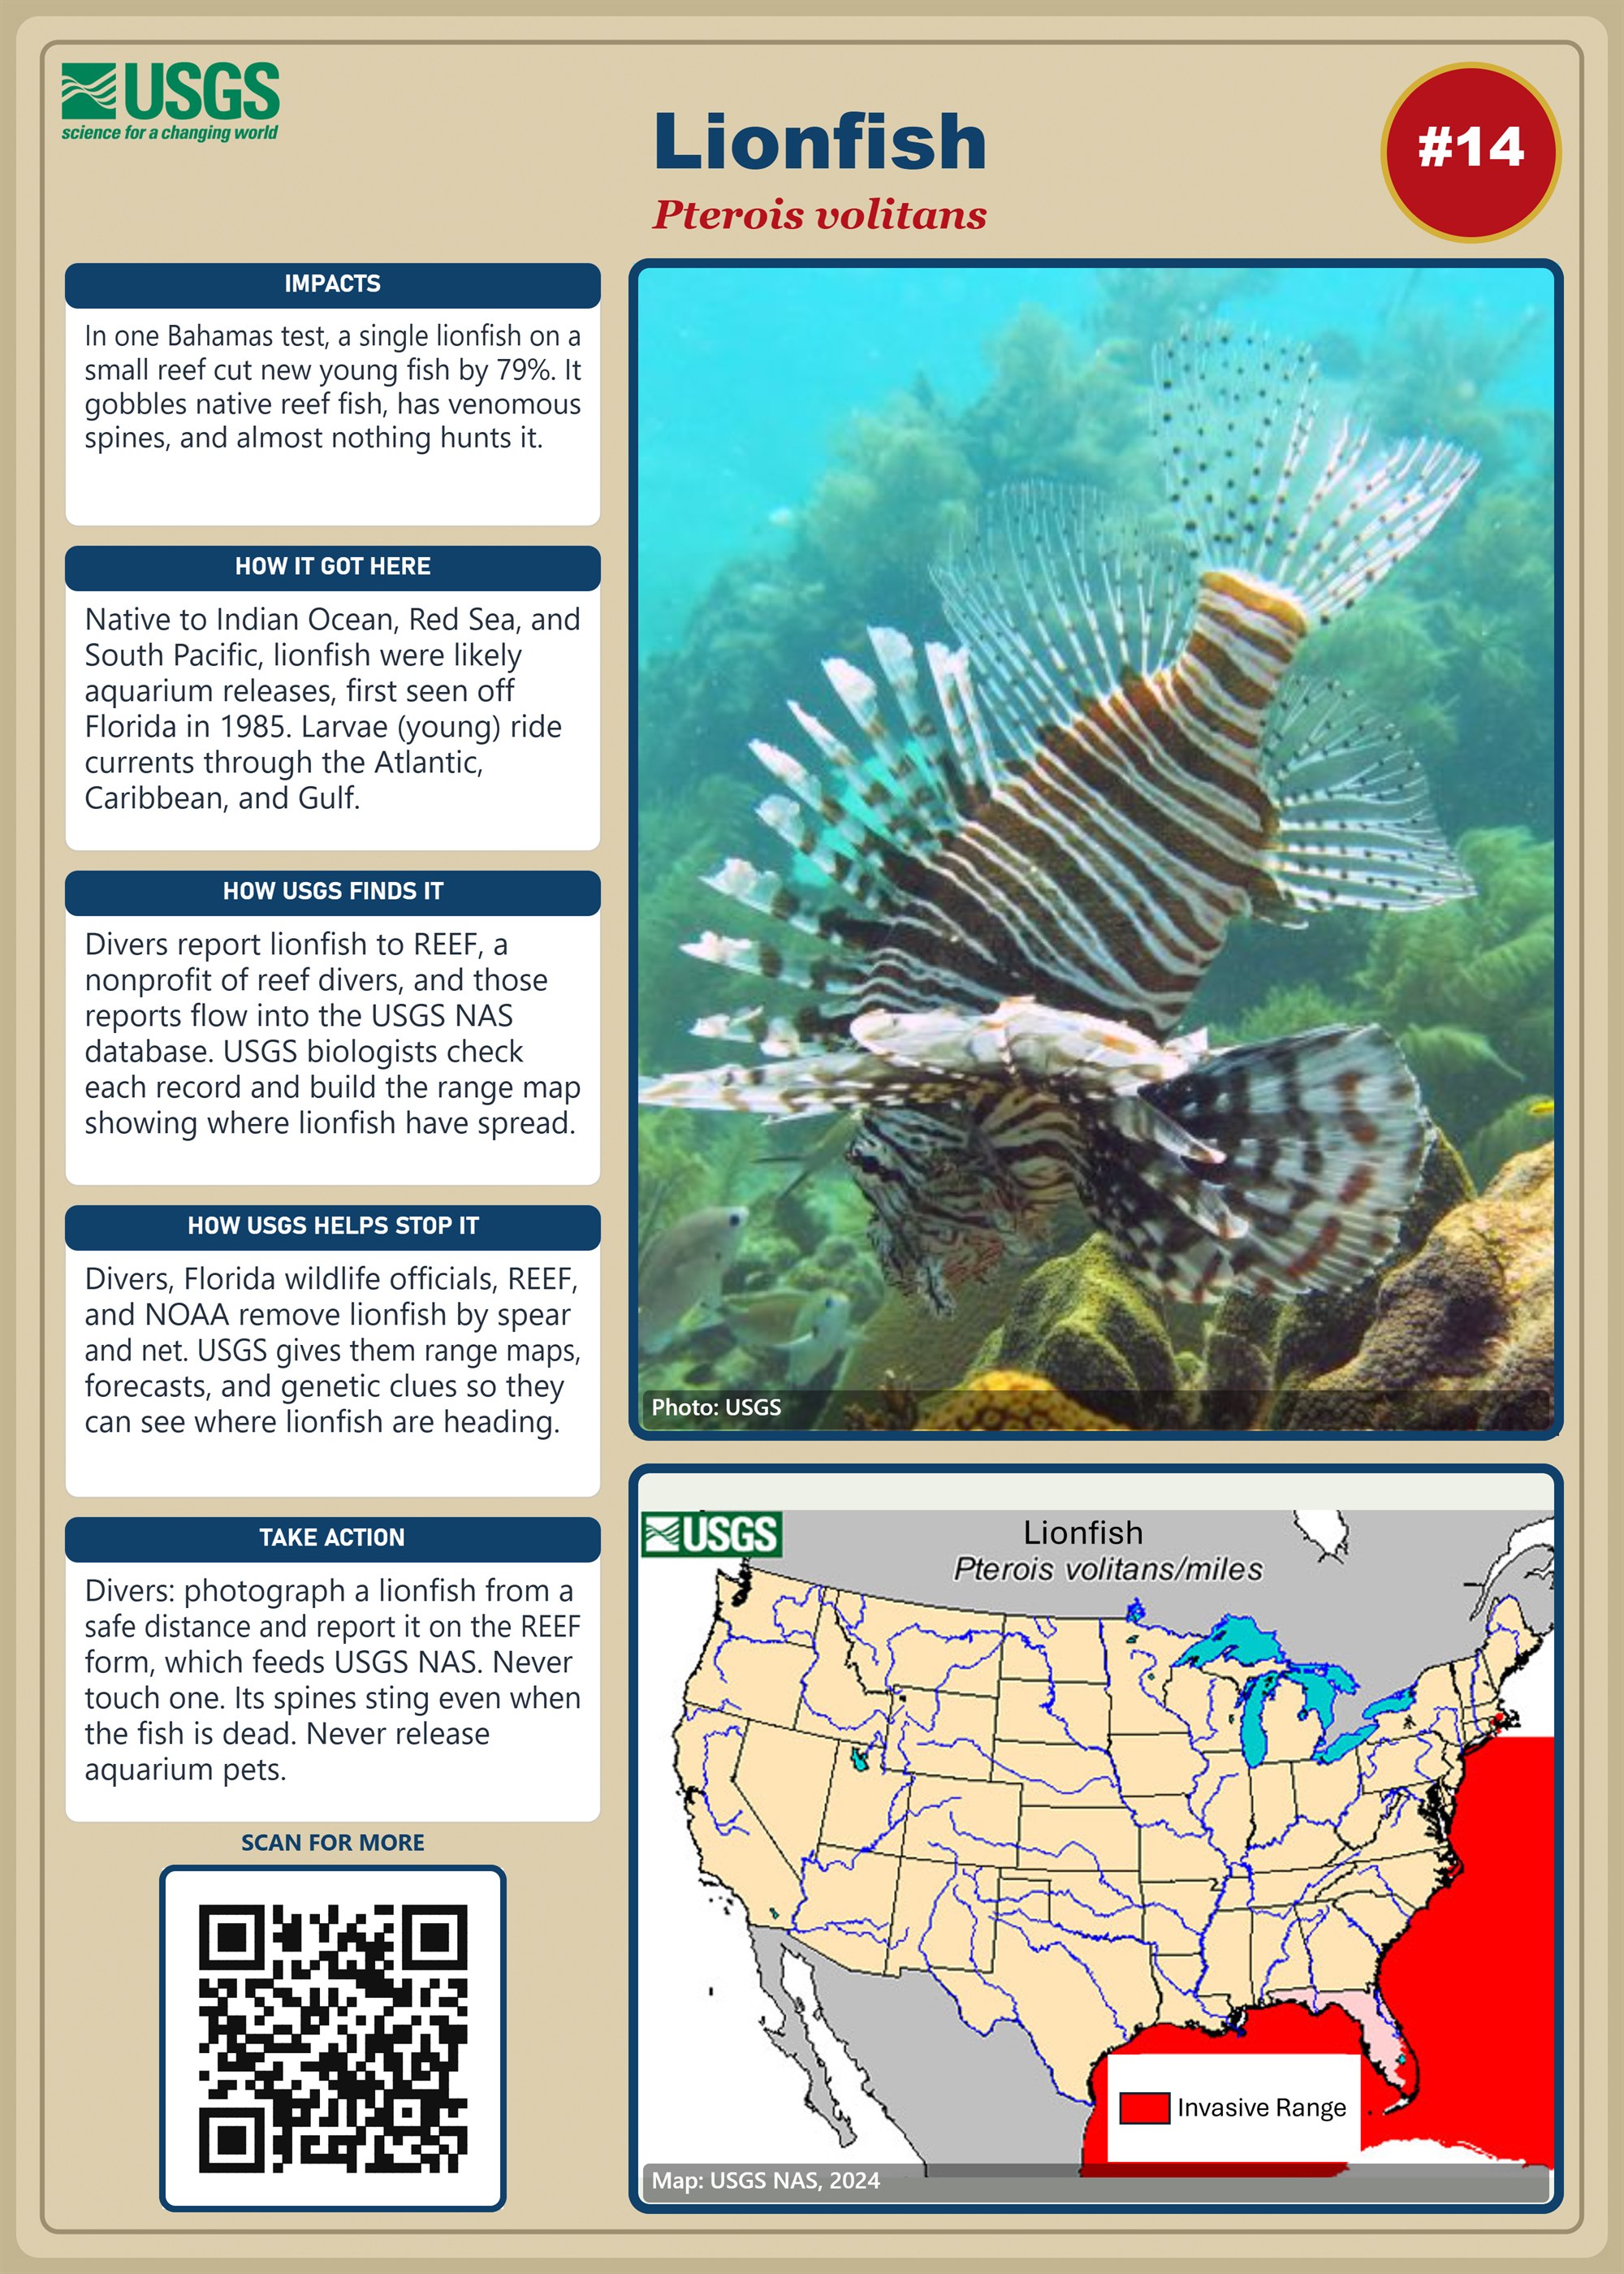 USGS
science for a changing world
Lionfish
Pterois volitans
#14
IMPACTS
In one Bahamas test, a single lionfish on a
small reef cut new young fish by 79%. It
gobbles native reef fish, has venomous
spines, and almost nothing hunts it.
HOW IT GOT HERE
Native to Indian Ocean, Red Sea, and
South Pacific, lionfish were likely
aquarium releases, first seen off
Florida in 1985. Larvae (young) ride
currents through the Atlantic,
Caribbean, and Gulf.
HOW USGS FINDS IT
Divers report lionfish to REEF, a
nonprofit of reef divers, and those
reports flow into the USGS NAS
database. USGS biologists check
each record and build the range map
showing where lionfish have spread.
HOW USGS HELPS STOP IT
Divers, Florida wildlife officials, REEF,
and NOAA remove lionfish by spear
and net. USGS gives them range maps,
forecasts, and genetic clues so they
can see where lionfish are heading.
TAKE ACTION
Divers: photograph a lionfish from a
safe distance and report it on the REEF
form, which feeds USGS NAS. Never
touch one. Its spines sting even when
the fish is dead. Never release
aquarium pets.
SCAN FOR MORE
Photo: USGS
USGS
Lionfish
Pterois volitans/miles
Invasive Range
Map: USGS NAS, 2024